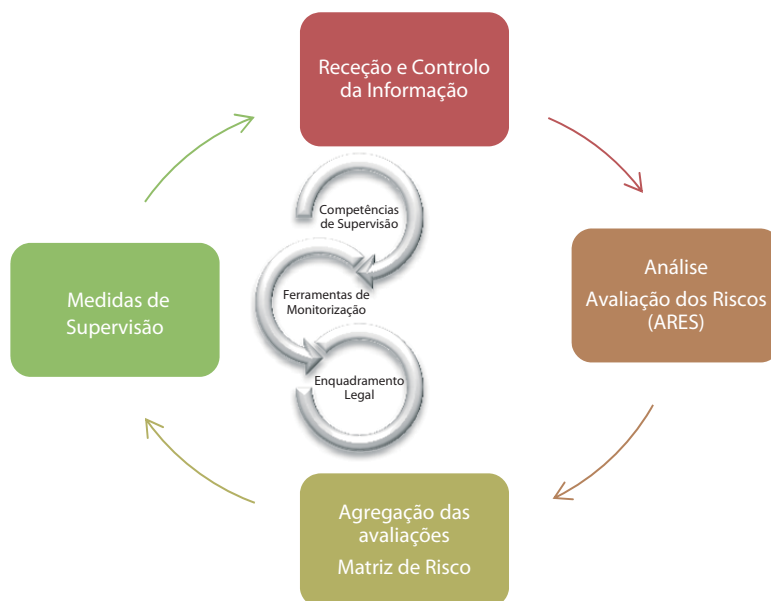 Receção e Controlo
da Informação
Competências
de Supervisão
Análise
Avaliação dos Riscos
(ARES)
Medidas de
Supervisão
Ferramentas de
Monitorização
Enquadramento
Legal
Agregação das
avaliações
Matriz de Risco